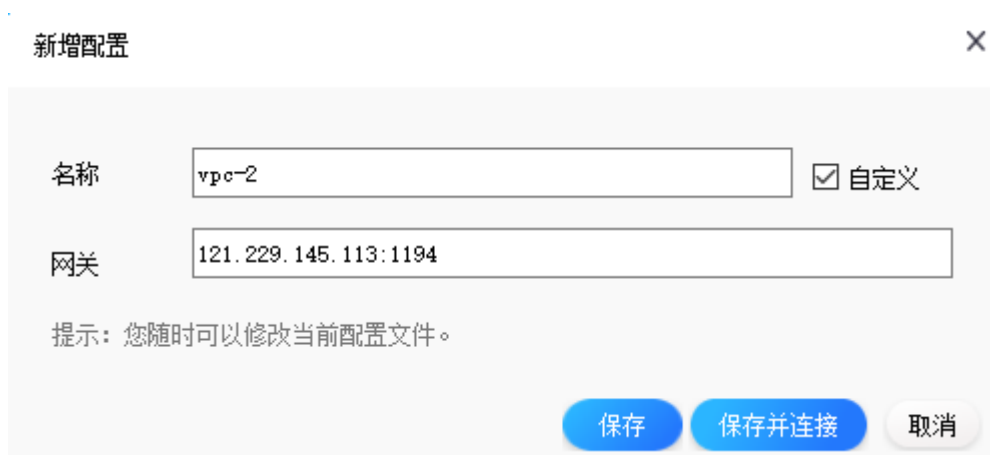 新增配置
名称 vpc-2 自定义
网关 121.229.145.113:1194
提示：您随时可以修改当前配置文件。
保存 保存并连接 取消